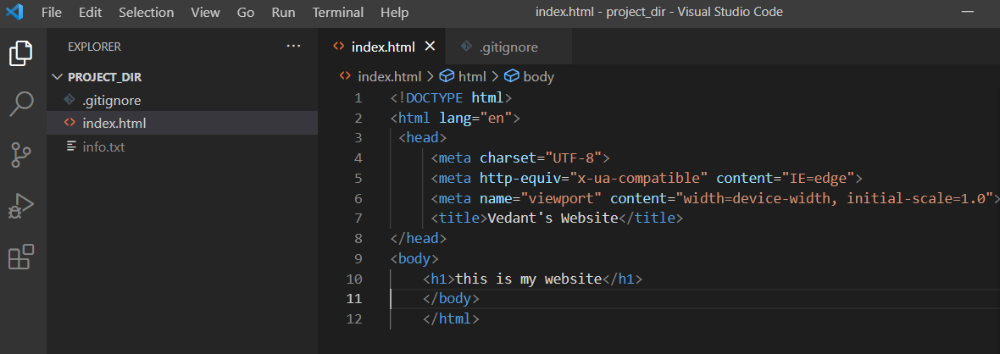 File Edit Selection View Go Run Terminal Help index.html - project_dir - Visual Studio Code
EXPLORER ...
PROJECT_DIR
.gitignore
index.html
info.txt
index.html .gitignore
index.html > html > body
1 <!DOCTYPE html>
2 <html lang="en">
3 <head>
4 <meta charset="UTF-8">
5 <meta http-equiv="x-ua-compatible" content="IE=edge">
6 <meta name="viewport" content="width=device-width, initial-scale=1.0">
7 <title>Vedant's Website</title>
8 </head>
9 <body>
10 <h1>this is my website</h1>
11 </body>
12 </html>